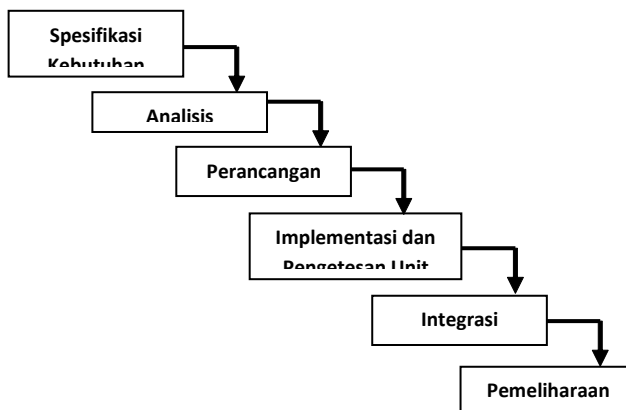 Spesifikasi
Kebutuhan
Analisis
Perancangan
Implementasi dan
Pengetesan Unit
Integrasi
Pemeliharaan